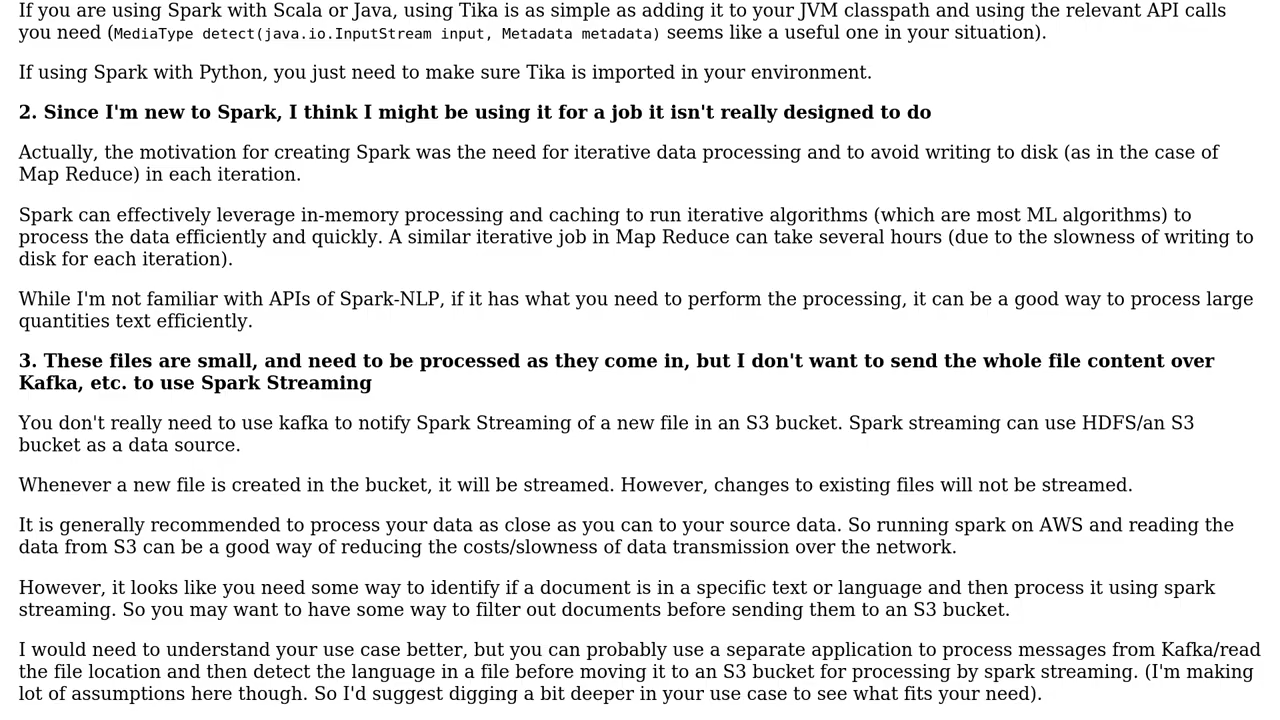 If you are using Spark with Scala or Java, using Tika is as simple as adding it to your JVM classpath and using the relevant API calls
you need (MediaType detect(java.io.InputStream input, Metadata metadata) seems like a useful one in your situation).
If using Spark with Python, you just need to make sure Tika is imported in your environment.
2. Since I'm new to Spark, I think I might be using it for a job it isn't really designed to do
Actually, the motivation for creating Spark was the need for iterative data processing and to avoid writing to disk (as in the case of
Map Reduce) in each iteration.
Spark can effectively leverage in-memory processing and caching to run iterative algorithms (which are most ML algorithms) to
process the data efficiently and quickly. A similar iterative job in Map Reduce can take several hours (due to the slowness of writing to
disk for each iteration).
While I'm not familiar with APIs of Spark-NLP, if it has what you need to perform the processing, it can be a good way to process large
quantities text efficiently.
3. These files are small, and need to be processed as they come in, but I don't want to send the whole file content over
Kafka, etc. to use Spark Streaming
You don't really need to use kafka to notify Spark Streaming of a new file in an S3 bucket. Spark streaming can use HDFS/an S3
bucket as a data source.
Whenever a new file is created in the bucket, it will be streamed. However, changes to existing files will not be streamed.
It is generally recommended to process your data as close as you can to your source data. So running spark on AWS and reading the
data from S3 can be a good way of reducing the costs/slowness of data transmission over the network.
However, it looks like you need some way to identify if a document is in a specific text or language and then process it using spark
streaming. So you may want to have some way to filter out documents before sending them to an S3 bucket.
I would need to understand your use case better, but you can probably use a separate application to process messages from Kafka/read
the file location and then detect the language in a file before moving it to an S3 bucket for processing by spark streaming. (I'm making
lot of assumptions here though. So I'd suggest digging a bit deeper in your use case to see what fits your need).